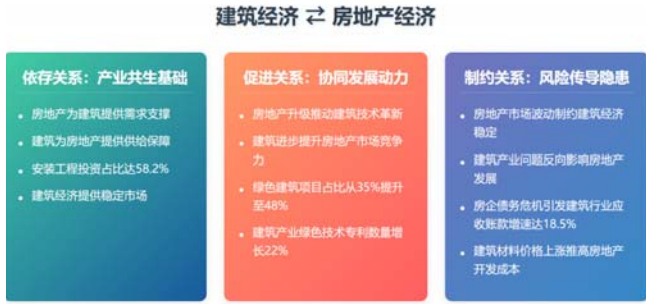 建筑经济 ⇄ 房地产经济
依存关系：产业共生基础
房地产为建筑提供需求支撑
建筑为房地产提供供给保障
安装工程投资占比达58.2%
建筑经济提供稳定市场
促进关系：协同发展动力
房地产升级推动建筑技术革新
建筑进步提升房地产市场竞争
力
绿色建筑项目占比从35%提升
至48%
建筑产业绿色技术专利数量增
长22%
制约关系：风险传导隐患
房地产市场波动制约建筑经济
稳定
建筑产业问题反向影响房地产
发展
房企债务危机引发建筑行业应
收账款增速达18.5%
建筑材料价格上涨推高房地产
开发成本